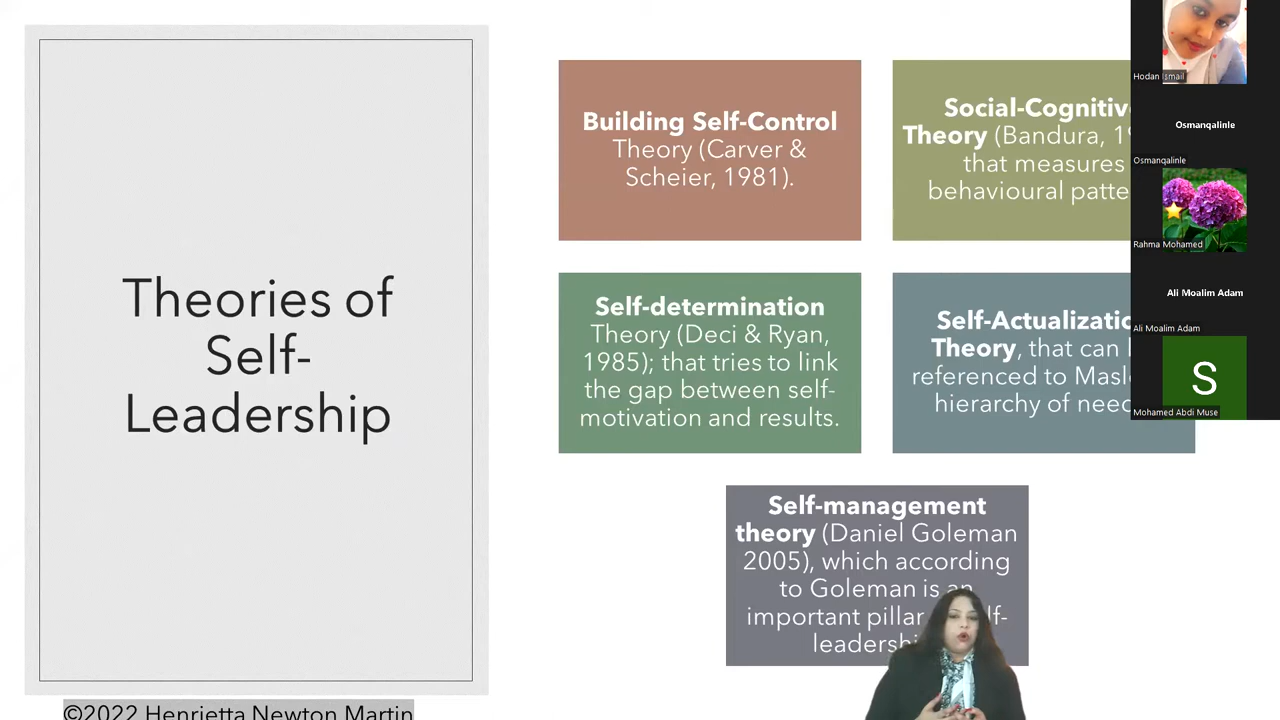 Theories of
Self-
Leadership
©2022 Henrietta Newton Martin
Building Self-Control
Theory (Carver &
Scheier, 1981).
Social-Cognitiv
Theory (Bandura, 19
that measures
behavioural patte
Self-determination
Theory (Deci & Ryan,
1985); that tries to link
the gap between self-
motivation and results.
Self-Actualizatio
Theory, that can
referenced to Masl
hierarchy of need
Self-management
theory (Daniel Goleman
2005), which according
to Goleman is an
important pillar lf-
leadershi
Hodan Ismail
Osmanqalinle
Osmanqalinle
Rahma Mohamed
Ali Moalim Adam
Ali Moalim Adam
S
Mohamed Abdi Muse